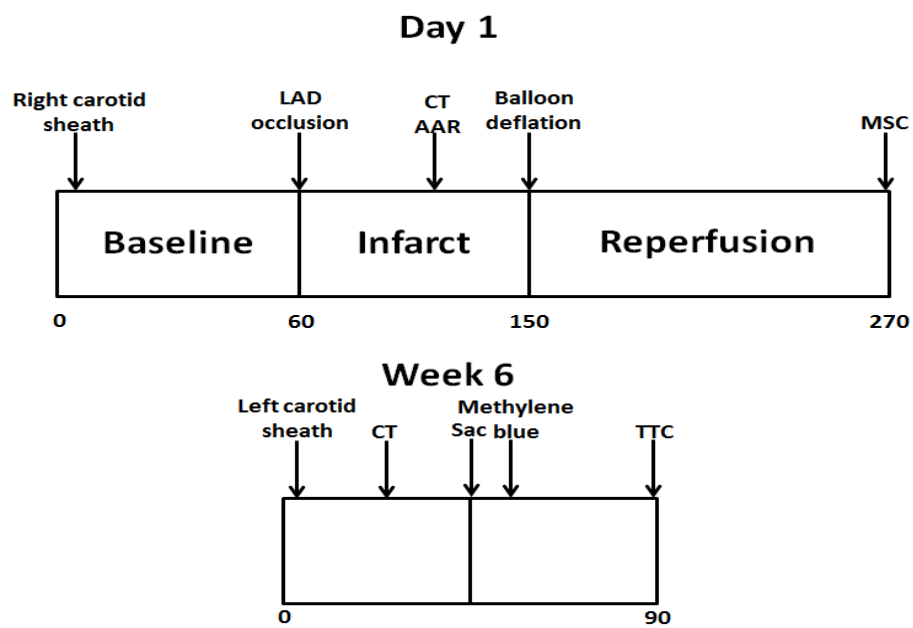 Day 1
Right carotid
sheath
LAD
occlusion
CT
AAR
Balloon
deflation
MSC
Baseline
Infarct
Reperfusion
0
60
150
270
Week 6
Left carotid
sheath
CT
Sac
Methylene
blue
TTC
0
90